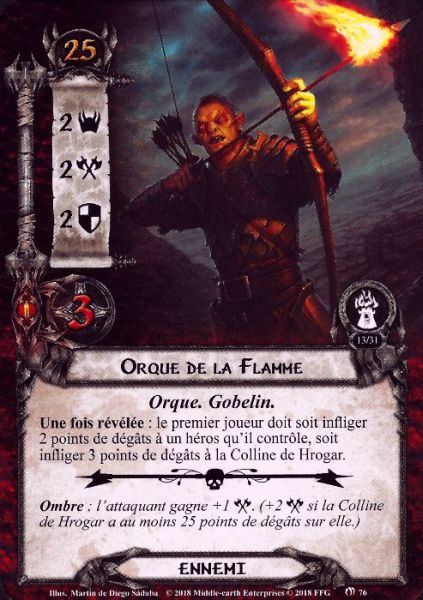 25
2
2
2
3
13/31
Orque de la Flamme
Orque. Gobelin.
Une fois révélée : le premier joueur doit soit infliger
2 points de dégâts à un héros qu'il contrôle, soit
infliger 3 points de dégâts à la Colline de Hrogar.
Ombre : l'attaquant gagne +1 . (+2 si la Colline
de Hrogar a au moins 25 points de dégâts sur elle.)
ENNEMI
Illus. Martin de Diego Sádaba © 2018 Middle-earth Enterprises © 2018 FFG 76